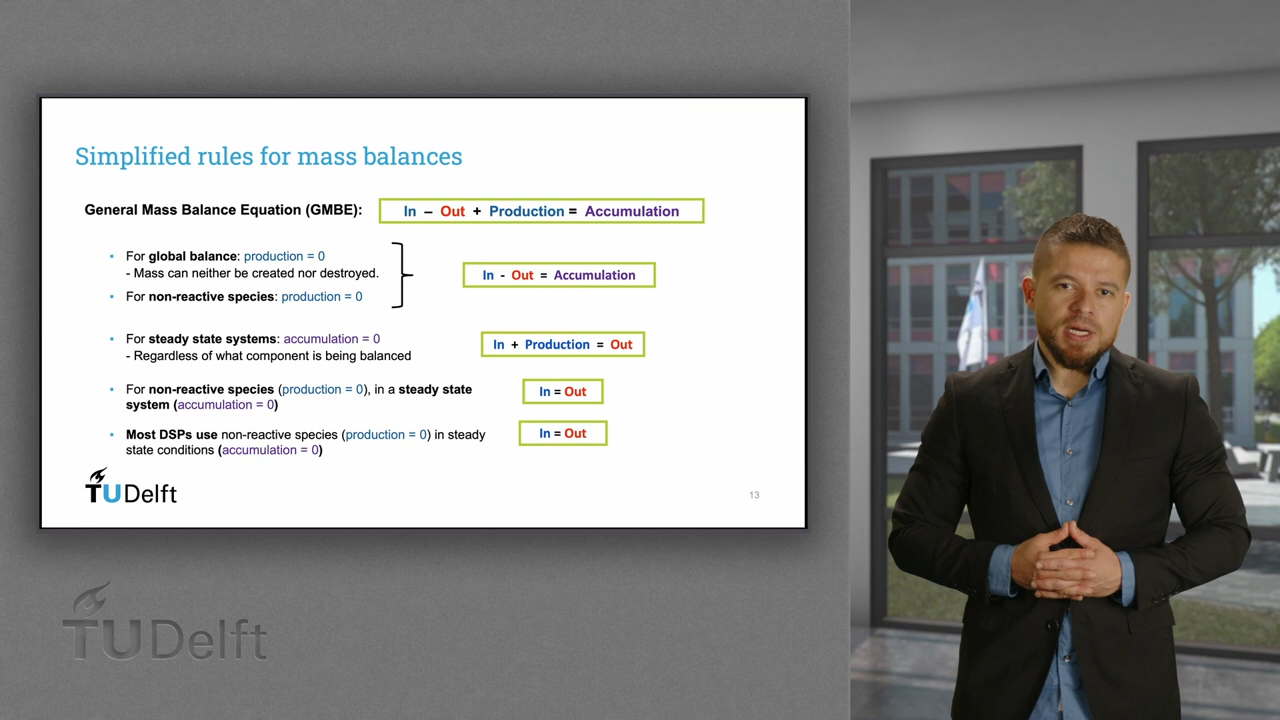 Simplified rules for mass balances
General Mass Balance Equation (GMBE):
In – Out + Production = Accumulation
• For global balance: production = 0
- Mass can neither be created nor destroyed.
• For non-reactive species: production = 0
In - Out = Accumulation
• For steady state systems: accumulation = 0
- Regardless of what component is being balanced
In + Production = Out
• For non-reactive species (production = 0), in a steady state
system (accumulation = 0)
In = Out
• Most DSPs use non-reactive species (production = 0) in steady
state conditions (accumulation = 0)
In = Out
TUDelft
13
TUDelft